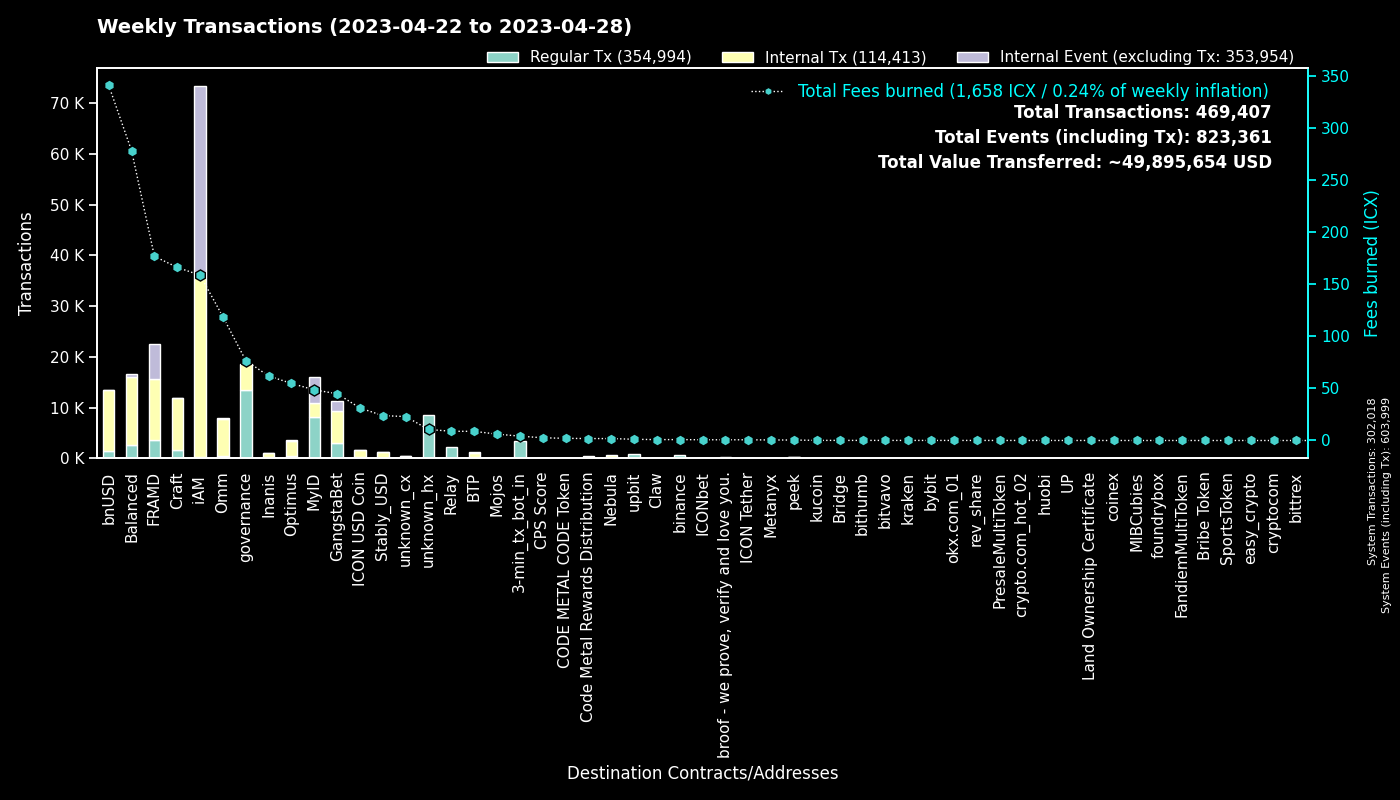 Weekly Transactions (2023-04-22 to 2023-04-28)
Regular Tx (354,994)
Internal Tx (114,413)
Internal Event (excluding Tx: 353,954)
Total Fees burned (1,658 ICX / 0.24% of weekly inflation)
Total Transactions: 469,407
Total Events (including Tx): 823,361
Total Value Transferred: ~49,895,654 USD
Transactions
70 K
60 K
50 K
40 K
30 K
20 K
10 K
0 K
350
300
250
200
150
100
50
0
Fees burned (ICX)
System Transactions: 302,018
System Events (including Tx): 603,999
bnUSD
Balanced
FRAMD
Craft
iAM
Omm
governance
Inanis
Optimus
MyID
GangstaBet
ICON USD Coin
Stably_USD
unknown_cx
unknown_hx
Relay
BTP
Mojos
3-min_tx_bot_in
CPS Score
CODE METAL CODE Token
Code Metal Rewards Distribution
Nebula
upbit
Claw
binance
ICONbet
broof - we prove, verify and love you.
ICON Tether
Metanyx
peek
kucoin
Bridge
bithumb
bitvavo
kraken
bybit
okx.com_01
rev_share
PresaleMultiToken
crypto.com_hot_02
huobi
UP
Land Ownership Certificate
coinex
MIBCubies
foundrybox
FandiemMultiToken
Bribe Token
SportsToken
easy_crypto
cryptocom
bittrex
Destination Contracts/Addresses